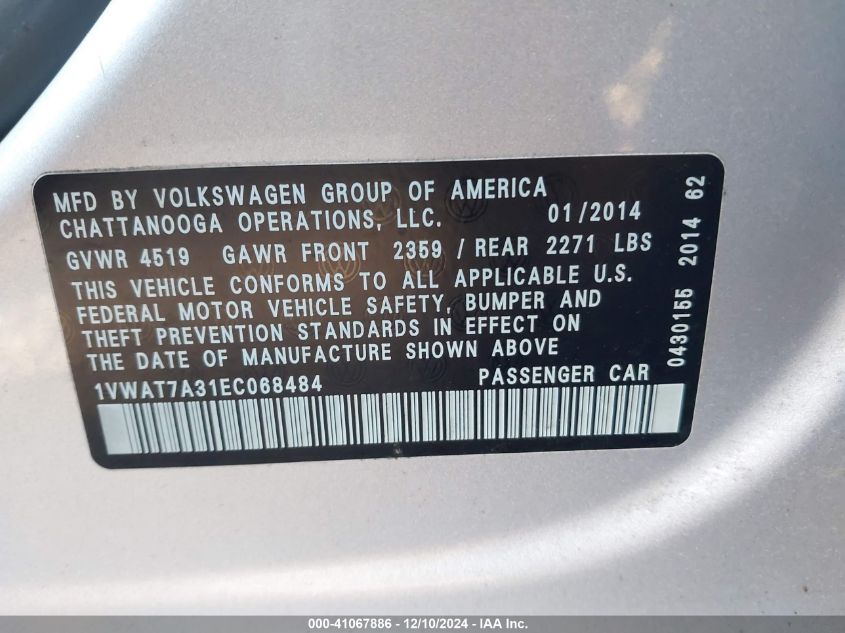 MFD BY VOLKSWAGEN GROUP OF AMERICA
CHATTANOOGA OPERATIONS, LLC. 01/2014
GVWR 4519 GAWR FRONT 2359 / REAR 2271 LBS
THIS VEHICLE CONFORMS TO ALL APPLICABLE U.S.
FEDERAL MOTOR VEHICLE SAFETY, BUMPER AND
THEFT PREVENTION STANDARDS IN EFFECT ON
THE DATE OF MANUFACTURE SHOWN ABOVE
1VWAT7A31EC068484 PASSENGER CAR
0430155 2014 62
000-41067886 - 12/10/2024 - IAA Inc.